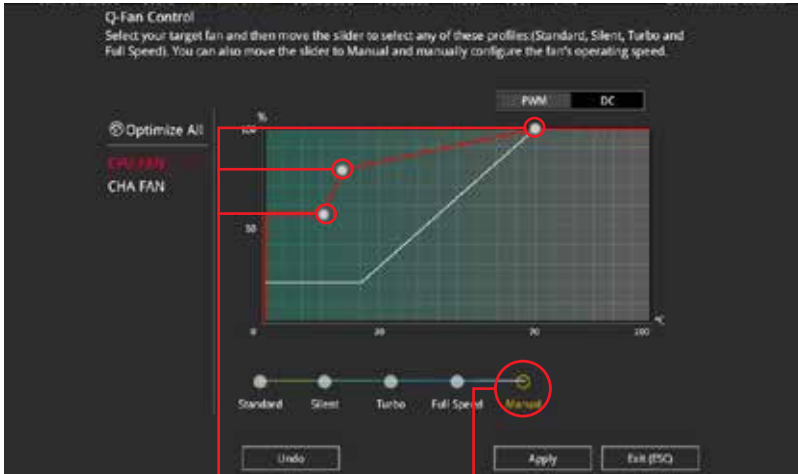 Q-Fan Control
Select your target fan and then move the slider to select any of these profiles:(Standard, Silent, Turbo and
Full Speed). You can also move the slider to Manual and manually configure the fan's operating speed.
PWM DC
%
Optimize All
100
CPU FAN
CHA FAN
50
°C
0 30 70 100
Standard Silent Turbo Full Speed Manual
Undo Apply Exit (ESC)